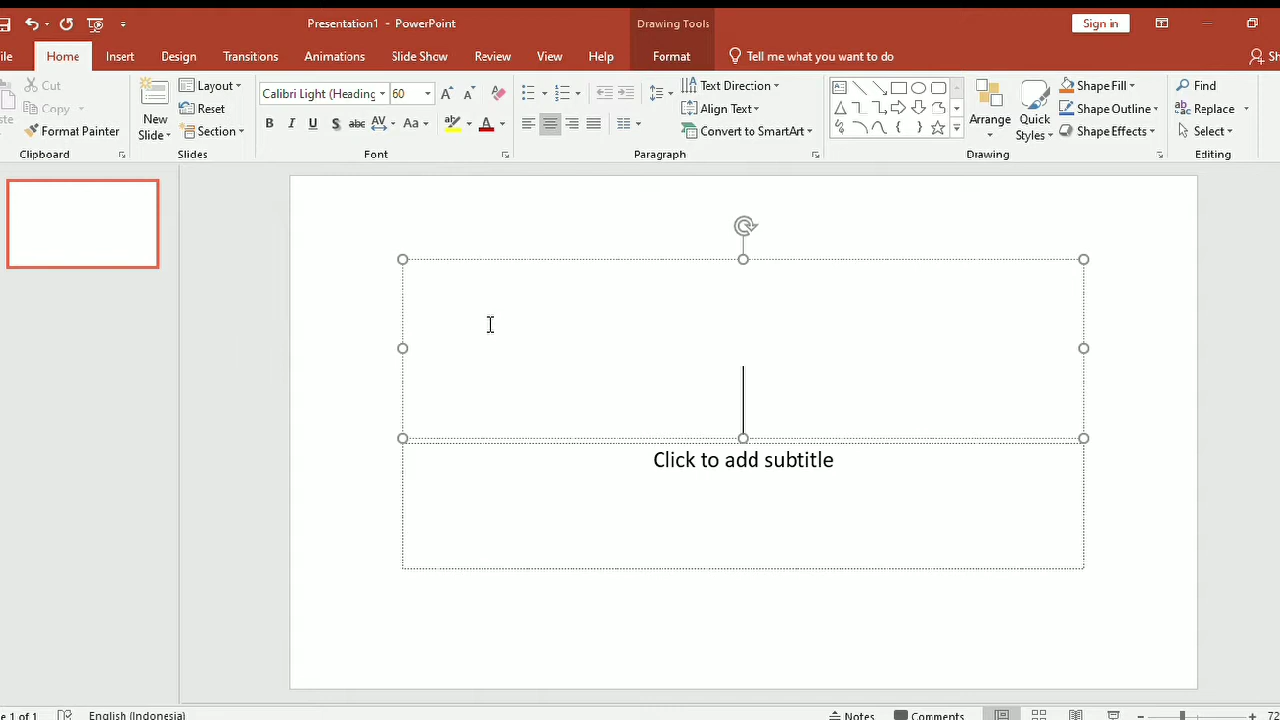 Presentation1 - PowerPoint
Drawing Tools
Sign in
ile
Home
Insert
Design
Transitions
Animations
Slide Show
Review
View
Help
Format
Tell me what you want to do
Sh
ste
Cut
Copy
Format Painter
Clipboard
New
Slide
Layout
Reset
Section
Slides
Calibri Light (Heading
60
B I U S abc AV Aa A
Font
Text Direction
Align Text
Convert to SmartArt
Paragraph
Arrange
Quick
Styles
Shape Fill
Shape Outline
Shape Effects
Drawing
Find
Replace
Select
Editing
Click to add subtitle
e 1 of 1
English (Indonesia)
Notes
Comments
72